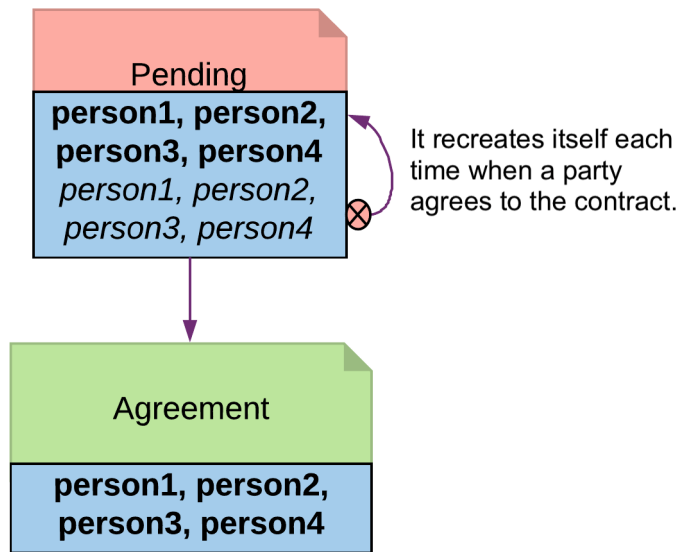 Pending
person1, person2,
person3, person4
person1, person2,
person3, person4
It recreates itself each
time when a party
agrees to the contract.
Agreement
person1, person2,
person3, person4